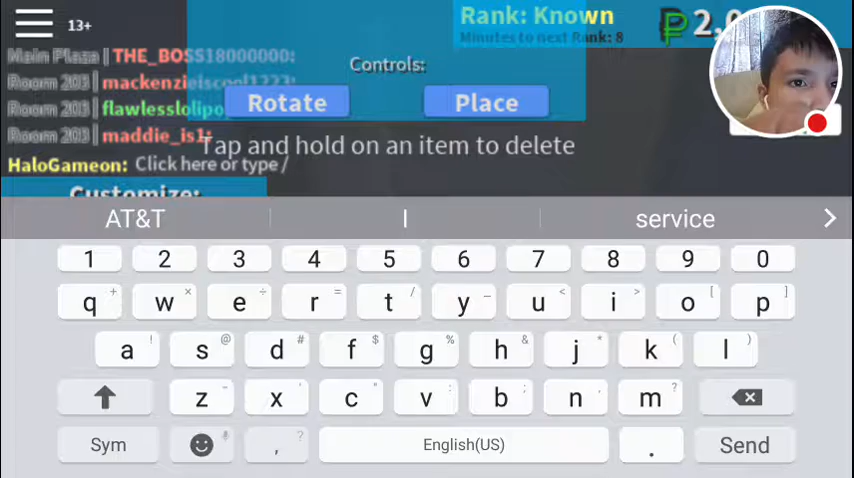 13+
Rank: Known
Minutes to next Rank: 8
Main Plaza | THE_BOSS18000000:
Room 203 | mackenzieiscool1223:
Room 203 | flawlesslolipo
Room 203 | maddie_is1:
HaloGameon: Click here or type /
Controls:
Rotate Place
Tap and hold on an item to delete
Customize:
AT&T I service >
1 2 3 4 5 6 7 8 9 0
q + w × e ÷ r = t / y _ u < i > o [ p ]
a ! s @ d # f $ g % h & j * k ( l )
z - x ' c " v : b ; n , m ?
Sym , ? English(US) . Send